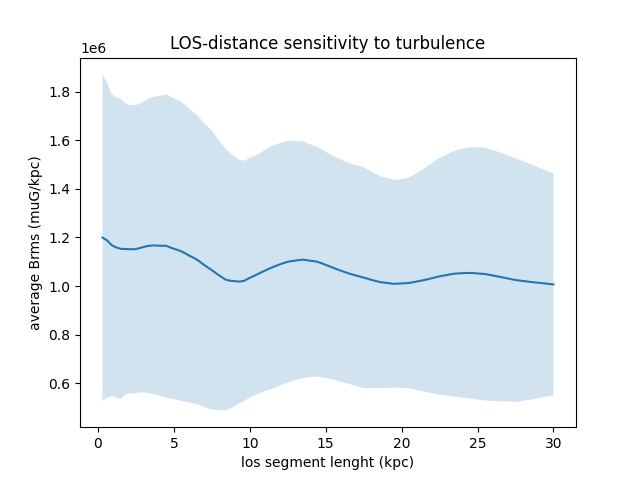 LOS-distance sensitivity to turbulence
1e6
1.8
1.6
1.4
1.2
1.0
0.8
0.6
average Brms (muG/kpc)
0 5 10 15 20 25 30
los segment lenght (kpc)